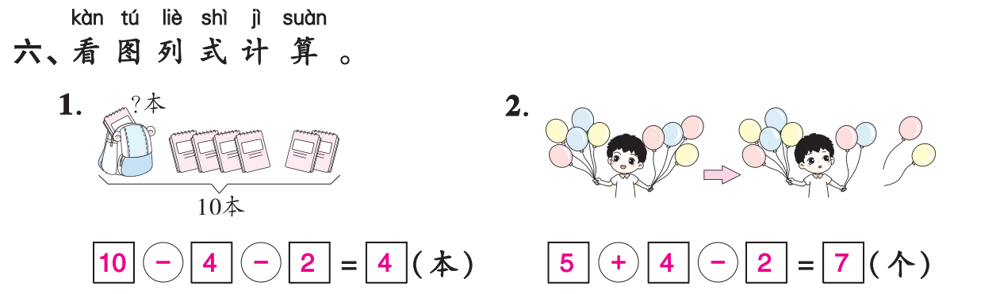 kàn tú liè shì jì suàn
六、看图列式计算。
1. ?本
10本
10 - 4 - 2 = 4 (本)
2.
5 + 4 - 2 = 7 (个)